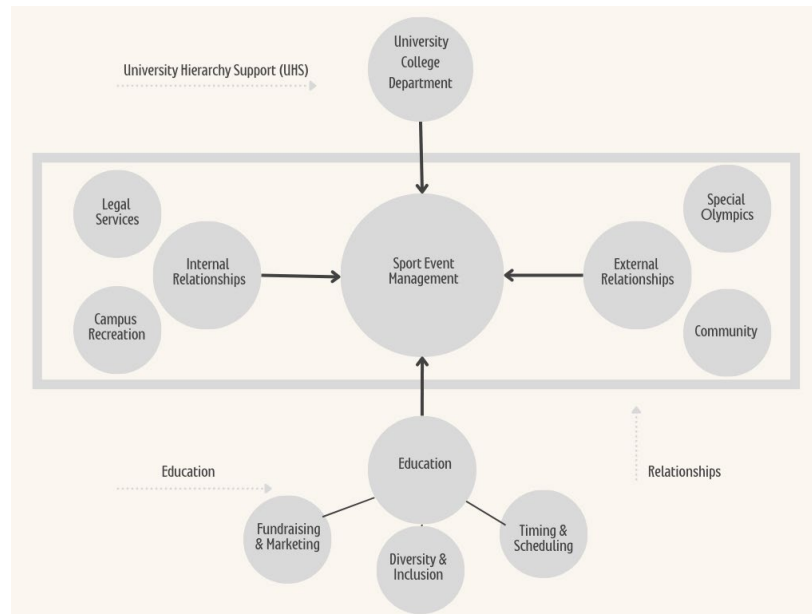 University
College
Department
University Hierarchy Support (UHS)
Legal
Services
Special
Olympics
Internal
Relationships
Sport Event
Management
External
Relationships
Campus
Recreation
Community
Education
Education
Relationships
Fundraising
& Marketing
Timing &
Scheduling
Diversity &
Inclusion